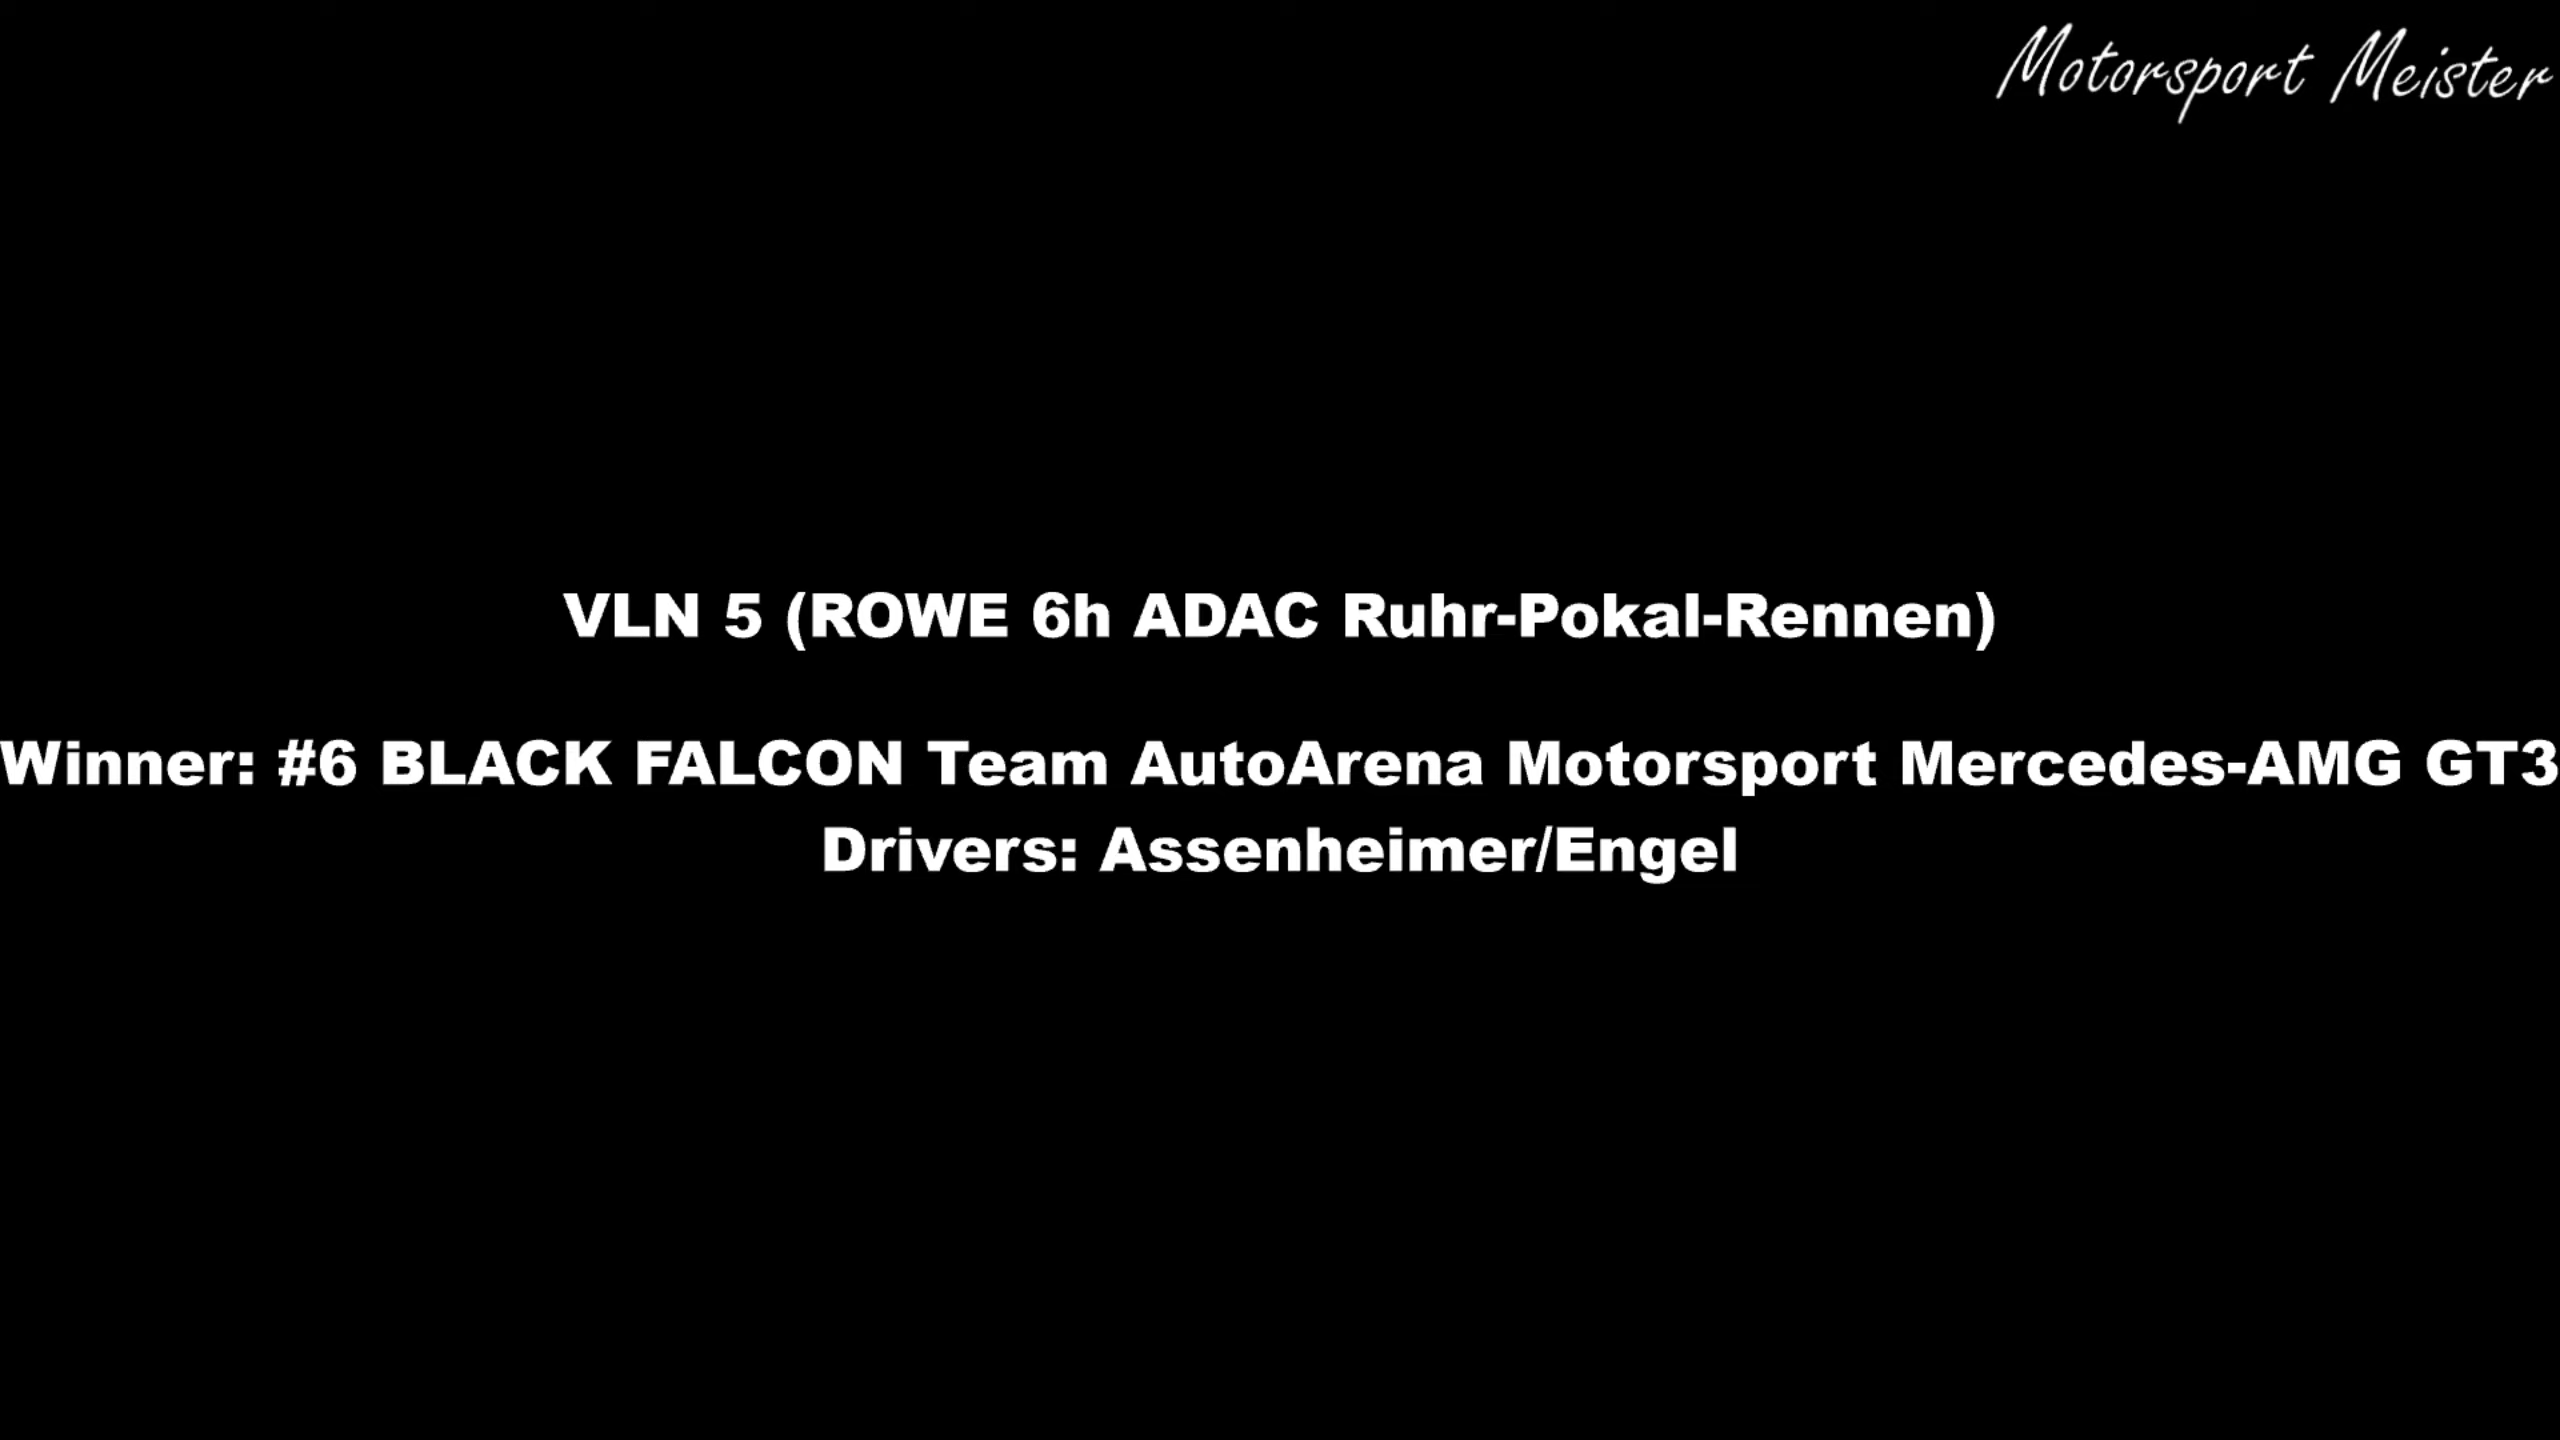 Motorsport Meister
VLN 5 (ROWE 6h ADAC Ruhr-Pokal-Rennen)
Winner: #6 BLACK FALCON Team AutoArena Motorsport Mercedes-AMG GT3
Drivers: Assenheimer/Engel